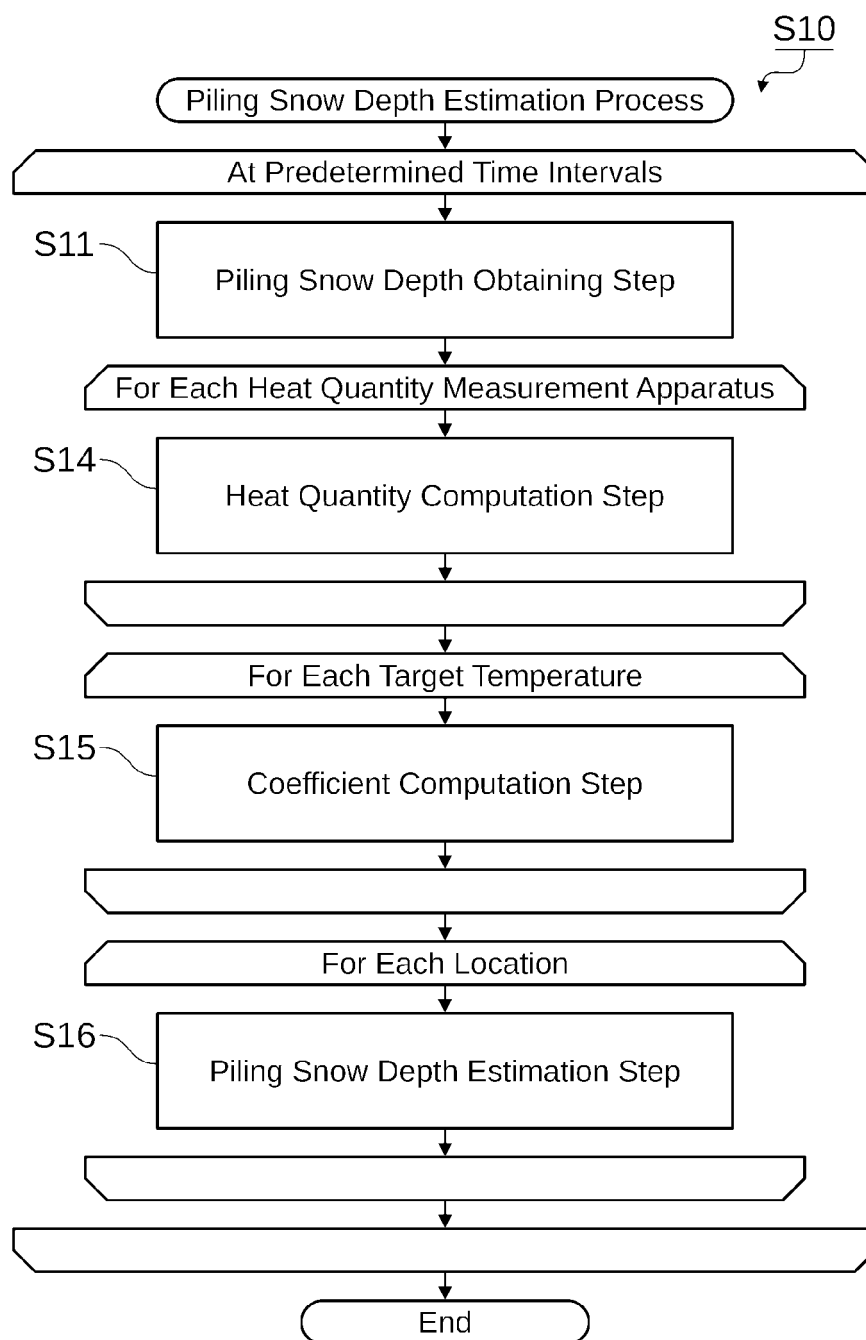 S10
Piling Snow Depth Estimation Process
At Predetermined Time Intervals
S11
Piling Snow Depth Obtaining Step
For Each Heat Quantity Measurement Apparatus
S14
Heat Quantity Computation Step
For Each Target Temperature
S15
Coefficient Computation Step
For Each Location
S16
Piling Snow Depth Estimation Step
End